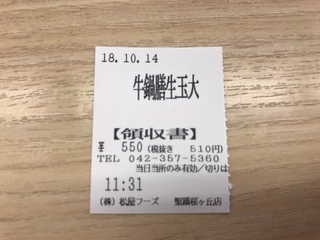 18.10.14
牛鍋膳生玉大
【領収書】
¥ 550(税抜き 510円)
TEL 042-357-5360
当日当所のみ有効/切りは
11:31
(株)松屋フーズ 聖蹟桜ヶ丘店